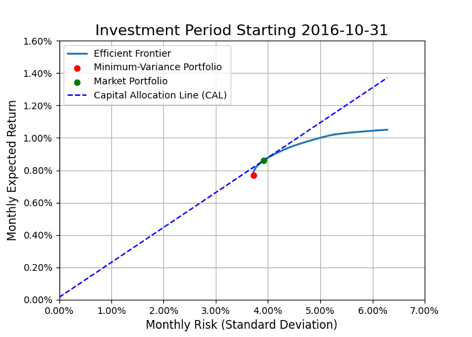 Investment Period Starting 2016-10-31
Efficient Frontier
Minimum-Variance Portfolio
Market Portfolio
Capital Allocation Line (CAL)
Monthly Expected Return
1.60%
1.40%
1.20%
1.00%
0.80%
0.60%
0.40%
0.20%
0.00%
0.00% 1.00% 2.00% 3.00% 4.00% 5.00% 6.00% 7.00%
Monthly Risk (Standard Deviation)